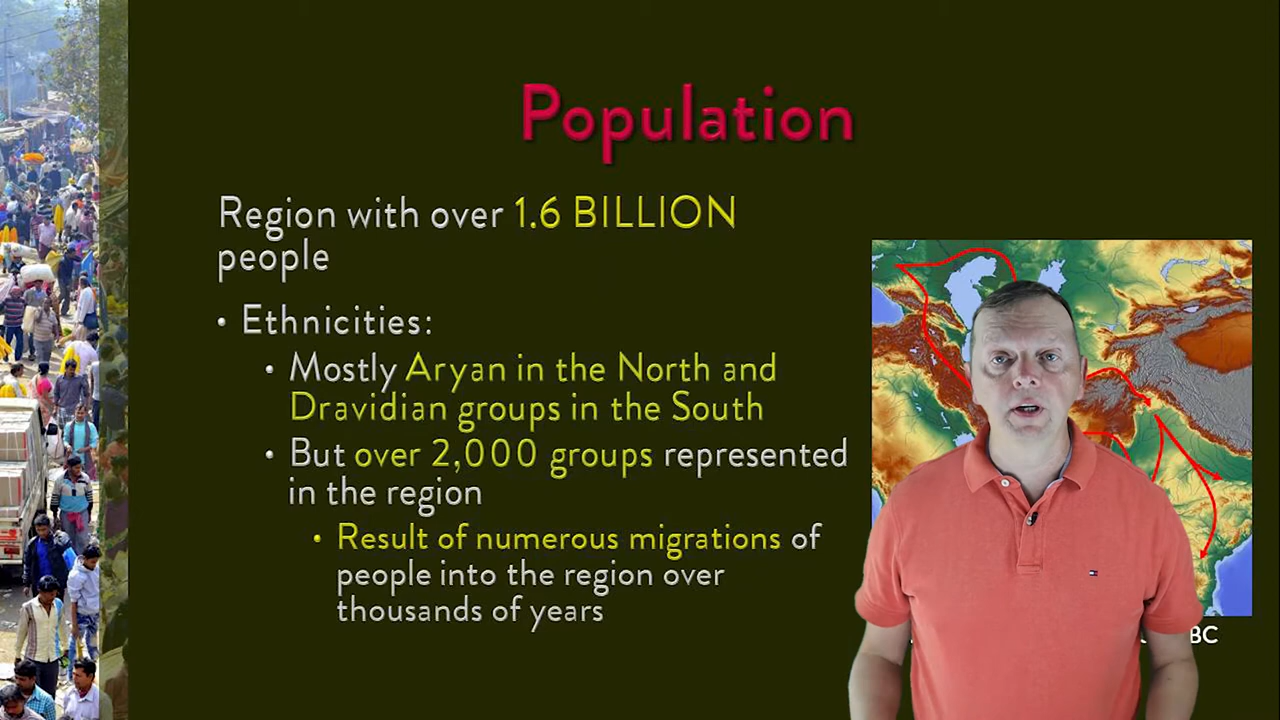 Population
Region with over 1.6 BILLION
people
• Ethnicities:
• Mostly Aryan in the North and
Dravidian groups in the South
• But over 2,000 groups represented
in the region
• Result of numerous migrations of
people into the region over
thousands of years
BC